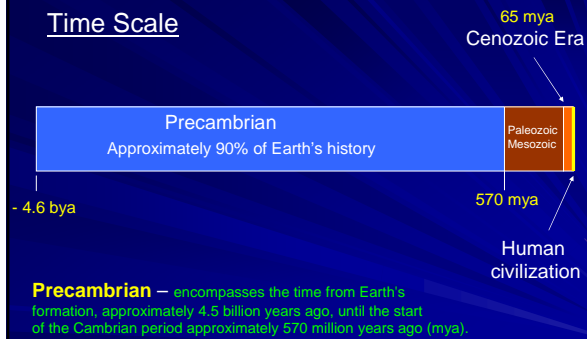 Time Scale
65 mya
Cenozoic Era
Precambrian
Approximately 90% of Earth's history
Paleozoic
Mesozoic
- 4.6 bya
570 mya
Human
civilization
Precambrian – encompasses the time from Earth's
formation, approximately 4.5 billion years ago, until the start
of the Cambrian period approximately 570 million years ago (mya).